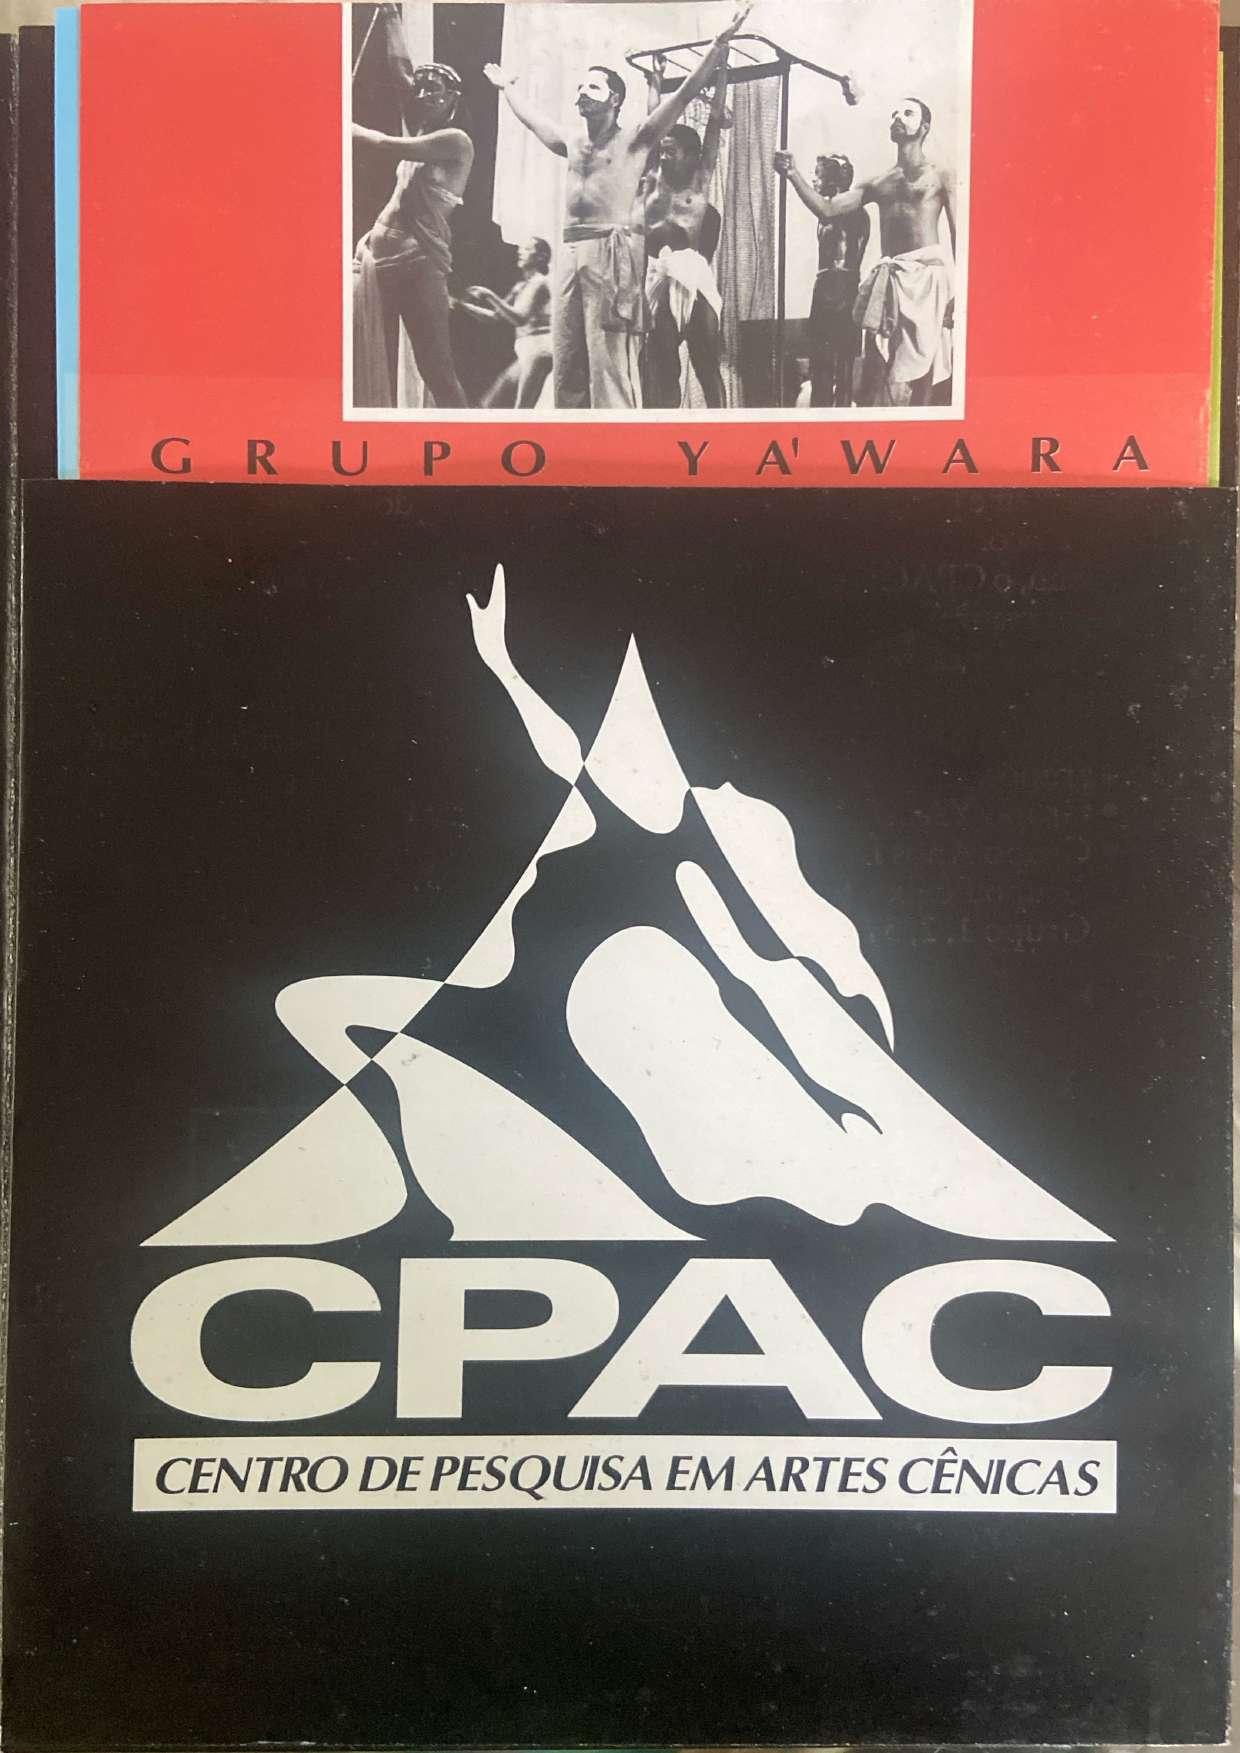 GRUPO YA'WARA
CPAC
CENTRO DE PESQUISA EM ARTES CÊNICAS